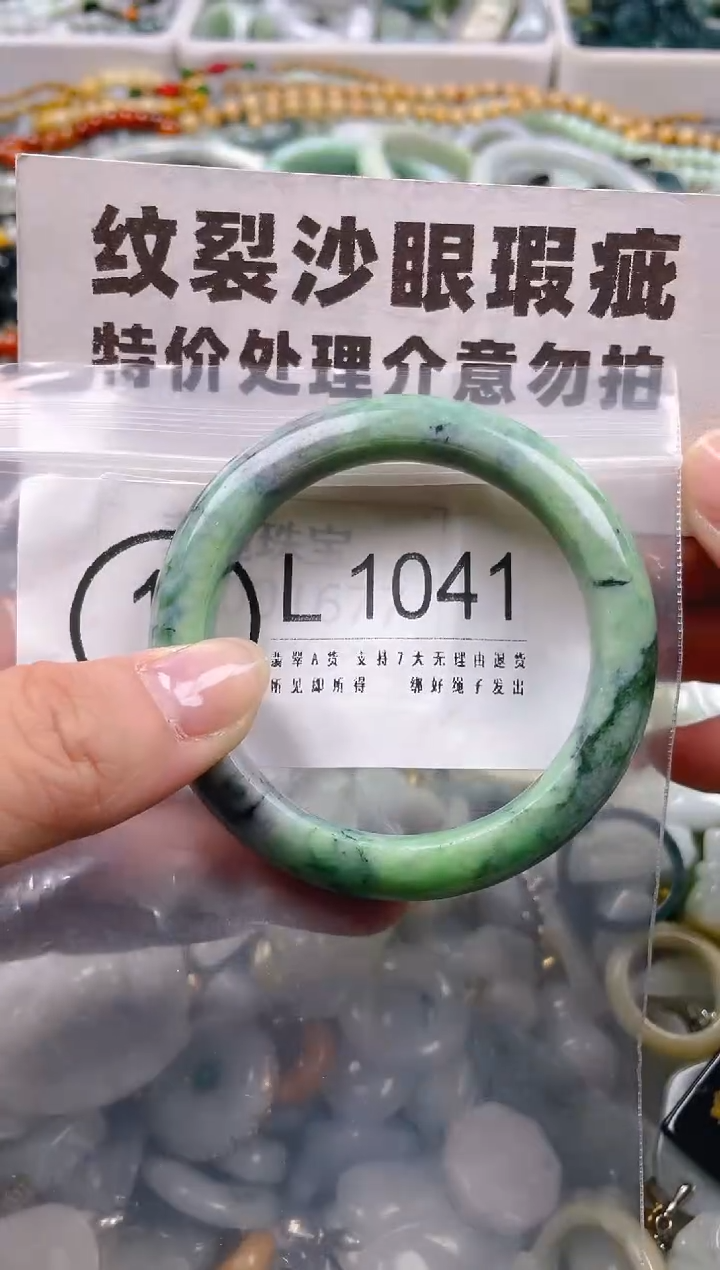 纹裂沙眼瑕疵
特价处理介意勿拍
L 1041
翡翠A货 支持7大无理由退货
所见即所得 绑好绳子发出